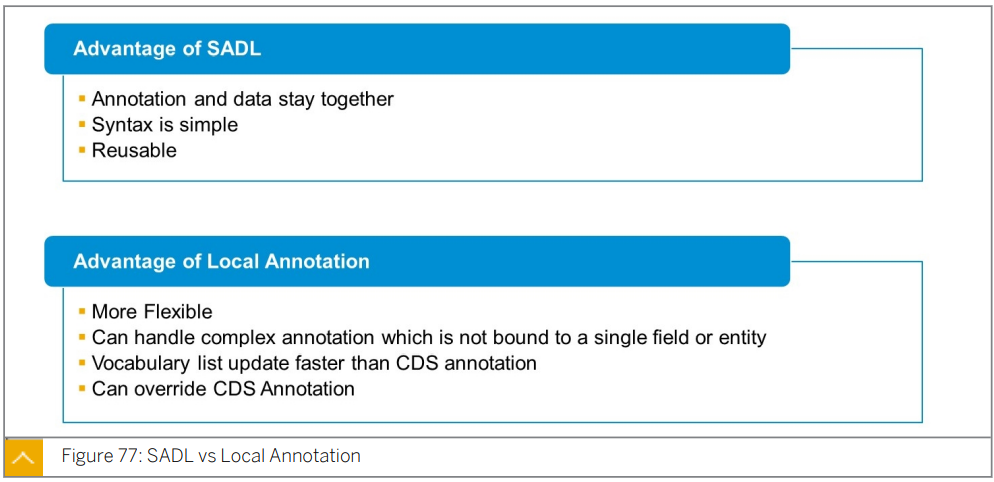 Advantage of SADL
Annotation and data stay together
Syntax is simple
Reusable
Advantage of Local Annotation
More Flexible
Can handle complex annotation which is not bound to a single field or entity
Vocabulary list update faster than CDS annotation
Can override CDS Annotation
Figure 77: SADL vs Local Annotation